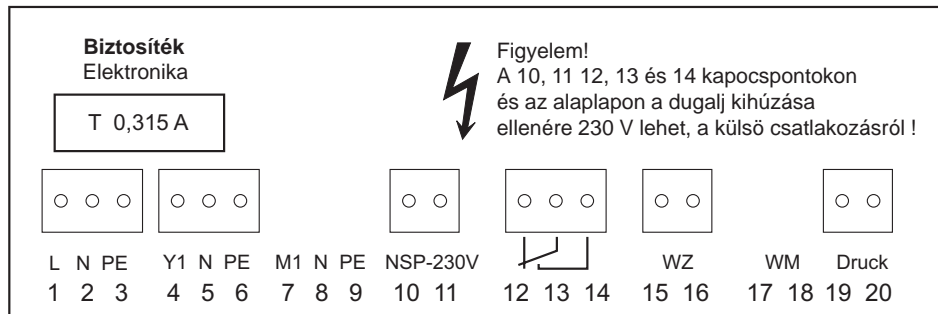 Biztosíték
Elektronika
T 0,315 A
Figyelem!
A 10, 11 12, 13 és 14 kapocspontokon
és az alaplapon a dugalj kihúzása
ellenére 230 V lehet, a külsö csatlakozásról !
L N PE Y1 N PE M1 N PE NSP-230V WZ WM Druck
1 2 3 4 5 6 7 8 9 10 11 12 13 14 15 16 17 18 19 20